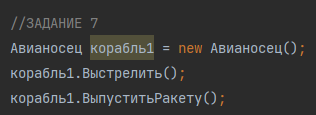 //ЗАДАНИЕ 7
Авианосец корабль1 = new Авианосец();
корабль1.Выстрелить();
корабль1.ВыпуститьРакету();